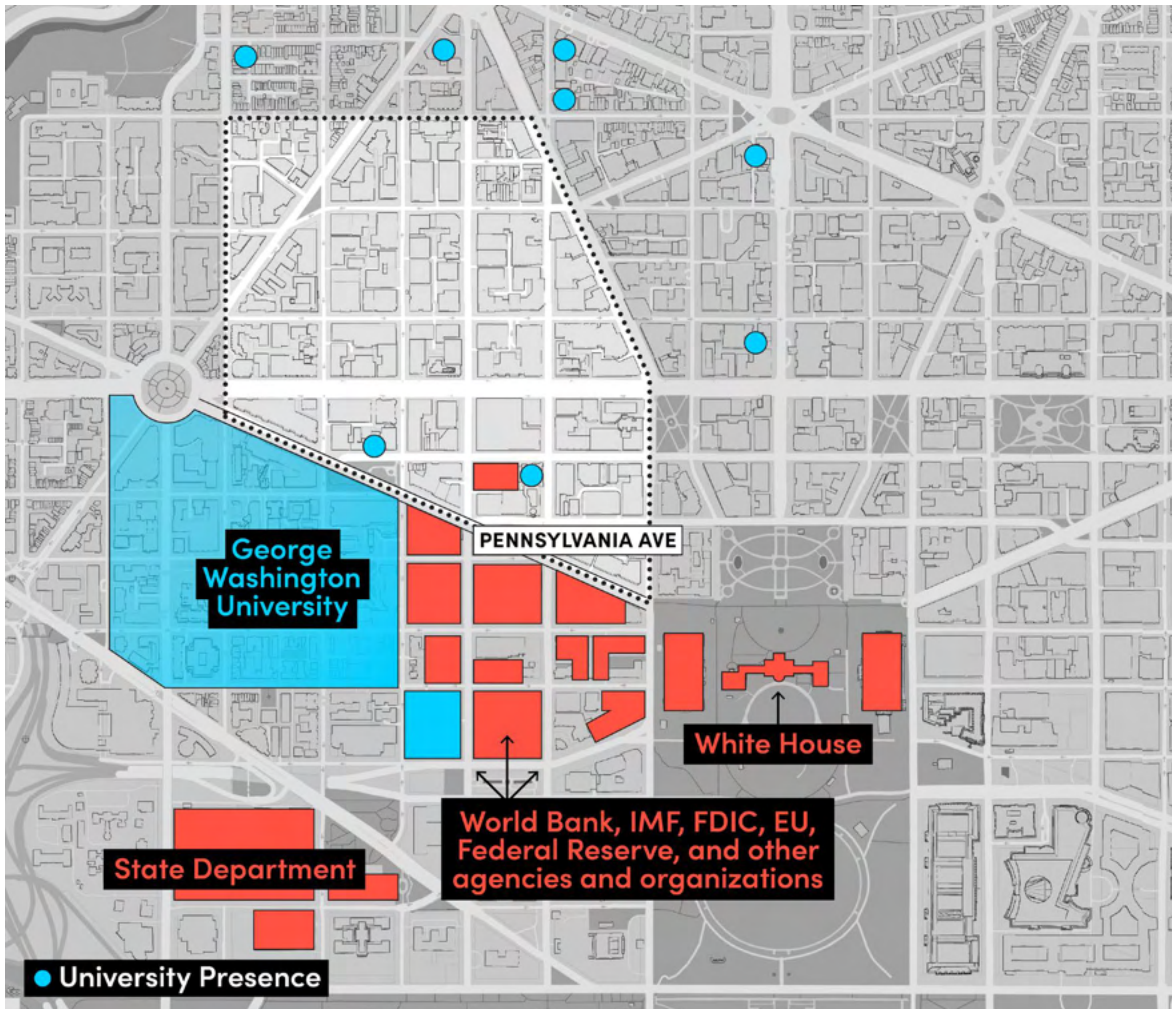 PENNSYLVANIA AVE
George
Washington
University
White House
World Bank, IMF, FDIC, EU,
Federal Reserve, and other
agencies and organizations
State Department
University Presence